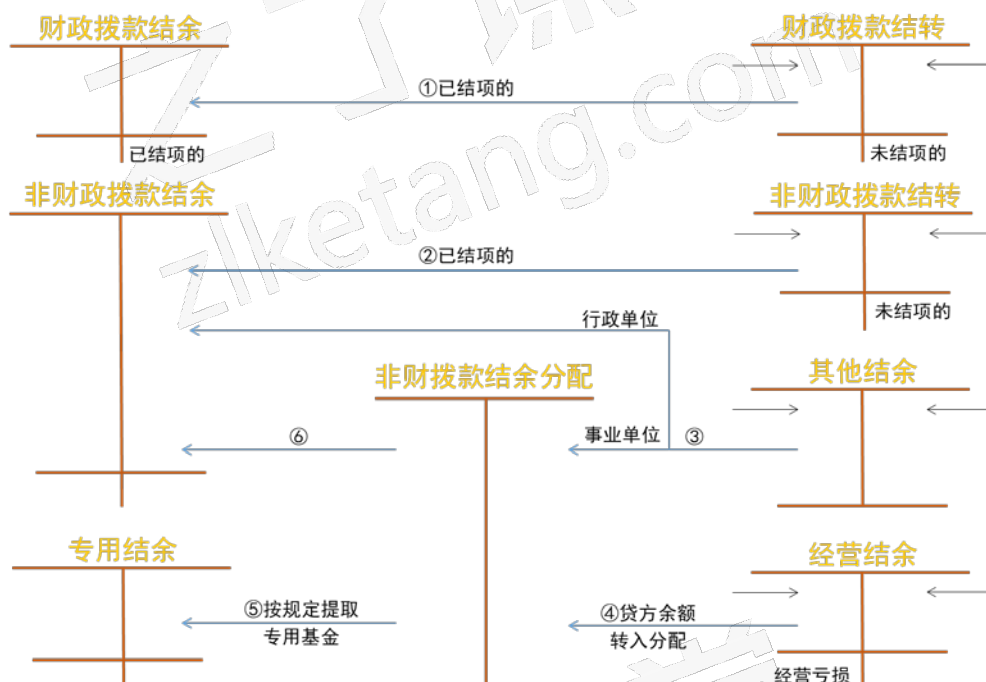 财政拨款结余
财政拨款结转
①已结项的
已结项的
未结项的
非财政拨款结余
非财政拨款结转
②已结项的
未结项的
行政单位
非财拨款结余分配
其他结余
⑥
事业单位 ③
专用结余
经营结余
⑤按规定提取
专用基金
④贷方余额
转入分配
经营亏损
zlketang.com